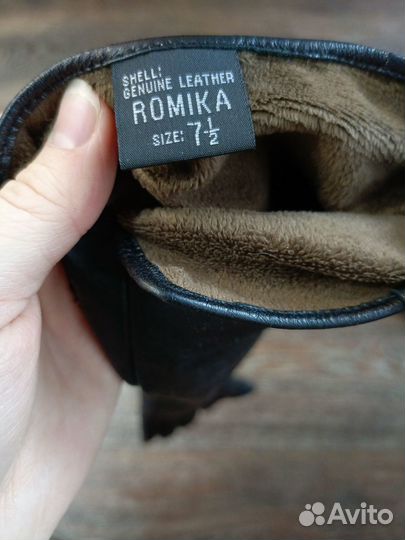 SHELL:
GENUINE LEATHER
ROMIKA
SIZE: 7½
Avito